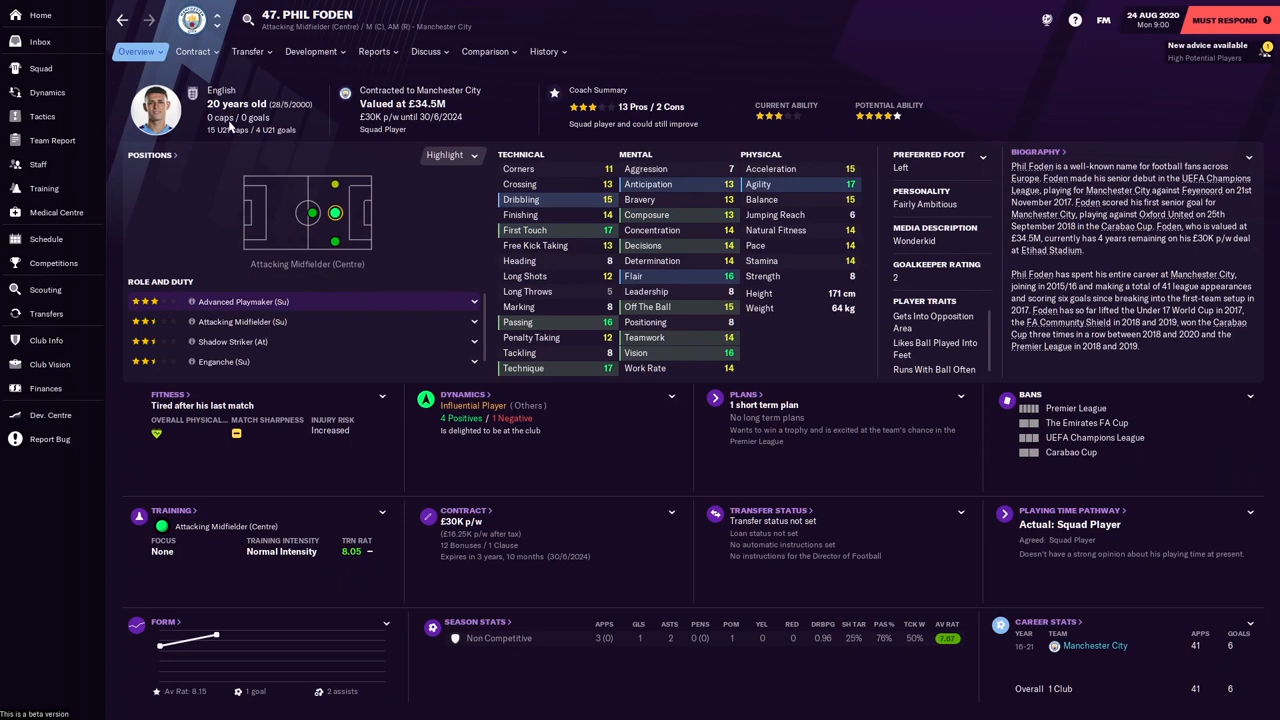 Home
Inbox
Squad
Dynamics
Tactics
Team Report
Staff
Training
Medical Centre
Schedule
Competitions
Scouting
Transfers
Club Info
Club Vision
Finances
Dev. Centre
Report Bug
This is a beta version
47. PHIL FODEN
Attacking Midfielder (Centre) / M (C), AM (R) - Manchester City
FM
24 AUG 2020
Mon 9:00
MUST RESPOND
Overview
Contract
Transfer
Development
Reports
Discuss
Comparison
History
New advice available
High Potential Players
1
English
20 years old (28/5/2000)
0 caps / 0 goals
15 U21 caps / 4 U21 goals
Contracted to Manchester City
Valued at £34.5M
£30K p/w until 30/6/2024
Squad Player
Coach Summary
13 Pros / 2 Cons
Squad player and could still improve
CURRENT ABILITY
POTENTIAL ABILITY
POSITIONS
Highlight
Attacking Midfielder (Centre)
ROLE AND DUTY
Advanced Playmaker (Su)
Attacking Midfielder (Su)
Shadow Striker (At)
Enganche (Su)
TECHNICAL
Corners 11
Crossing 13
Dribbling 15
Finishing 14
First Touch 17
Free Kick Taking 13
Heading 8
Long Shots 12
Long Throws 5
Marking 8
Passing 16
Penalty Taking 12
Tackling 8
Technique 17
MENTAL
Aggression 7
Anticipation 13
Bravery 13
Composure 13
Concentration 14
Decisions 14
Determination 14
Flair 16
Leadership 8
Off The Ball 15
Positioning 8
Teamwork 14
Vision 16
Work Rate 14
PHYSICAL
Acceleration 15
Agility 17
Balance 15
Jumping Reach 6
Natural Fitness 14
Pace 14
Stamina 14
Strength 8
Height 171 cm
Weight 64 kg
PREFERRED FOOT
Left
PERSONALITY
Fairly Ambitious
MEDIA DESCRIPTION
Wonderkid
GOALKEEPER RATING
2
PLAYER TRAITS
Gets Into Opposition
Area
Likes Ball Played Into
Feet
Runs With Ball Often
BIOGRAPHY
Phil Foden is a well-known name for football fans across
Europe. Foden made his senior debut in the UEFA Champions
League, playing for Manchester City against Feyenoord on 21st
November 2017. Foden scored his first senior goal for
Manchester City, playing against Oxford United on 25th
September 2018 in the Carabao Cup. Foden, who is valued at
£34.5M, currently has 4 years remaining on his £30K p/w deal
at Etihad Stadium.
Phil Foden has spent his entire career at Manchester City,
joining in 2015/16 and making a total of 41 league appearances
and scoring six goals since breaking into the first-team setup in
2017. Foden has so far lifted the Under 17 World Cup in 2017,
the FA Community Shield in 2018 and 2019, won the Carabao
Cup three times in a row between 2018 and 2020 and the
Premier League in 2018 and 2019.
FITNESS
Tired after his last match
OVERALL PHYSICAL... MATCH SHARPNESS INJURY RISK
Increased
DYNAMICS
Influential Player ( Others )
4 Positives / 1 Negative
Is delighted to be at the club
PLANS
1 short term plan
No long term plans
Wants to win a trophy and is excited at the team's chance in the
Premier League
BANS
Premier League
The Emirates FA Cup
UEFA Champions League
Carabao Cup
TRAINING
Attacking Midfielder (Centre)
FOCUS TRAINING INTENSITY TRN RAT
None Normal Intensity 8.05 –
CONTRACT
£30K p/w
(£16.25K p/w after tax)
12 Bonuses / 1 Clause
Expires in 3 years, 10 months (30/6/2024)
TRANSFER STATUS
Transfer status not set
Loan status not set
No automatic instructions set
No instructions for the Director of Football
PLAYING TIME PATHWAY
Actual: Squad Player
Agreed: Squad Player
Doesn't have a strong opinion about his playing time at present.
FORM
Av Rat: 8.15 1 goal 2 assists
SEASON STATS APPS GLS ASTS PENS POM YEL RED DRBPG SH TAR PAS % TCK W AV RAT
Non Competitive 3 (0) 1 2 0 (0) 1 0 0 0.96 25% 76% 50% 7.67
CAREER STATS
YEAR TEAM APPS GOALS
16-21 Manchester City 41 6
Overall 1 Club 41 6